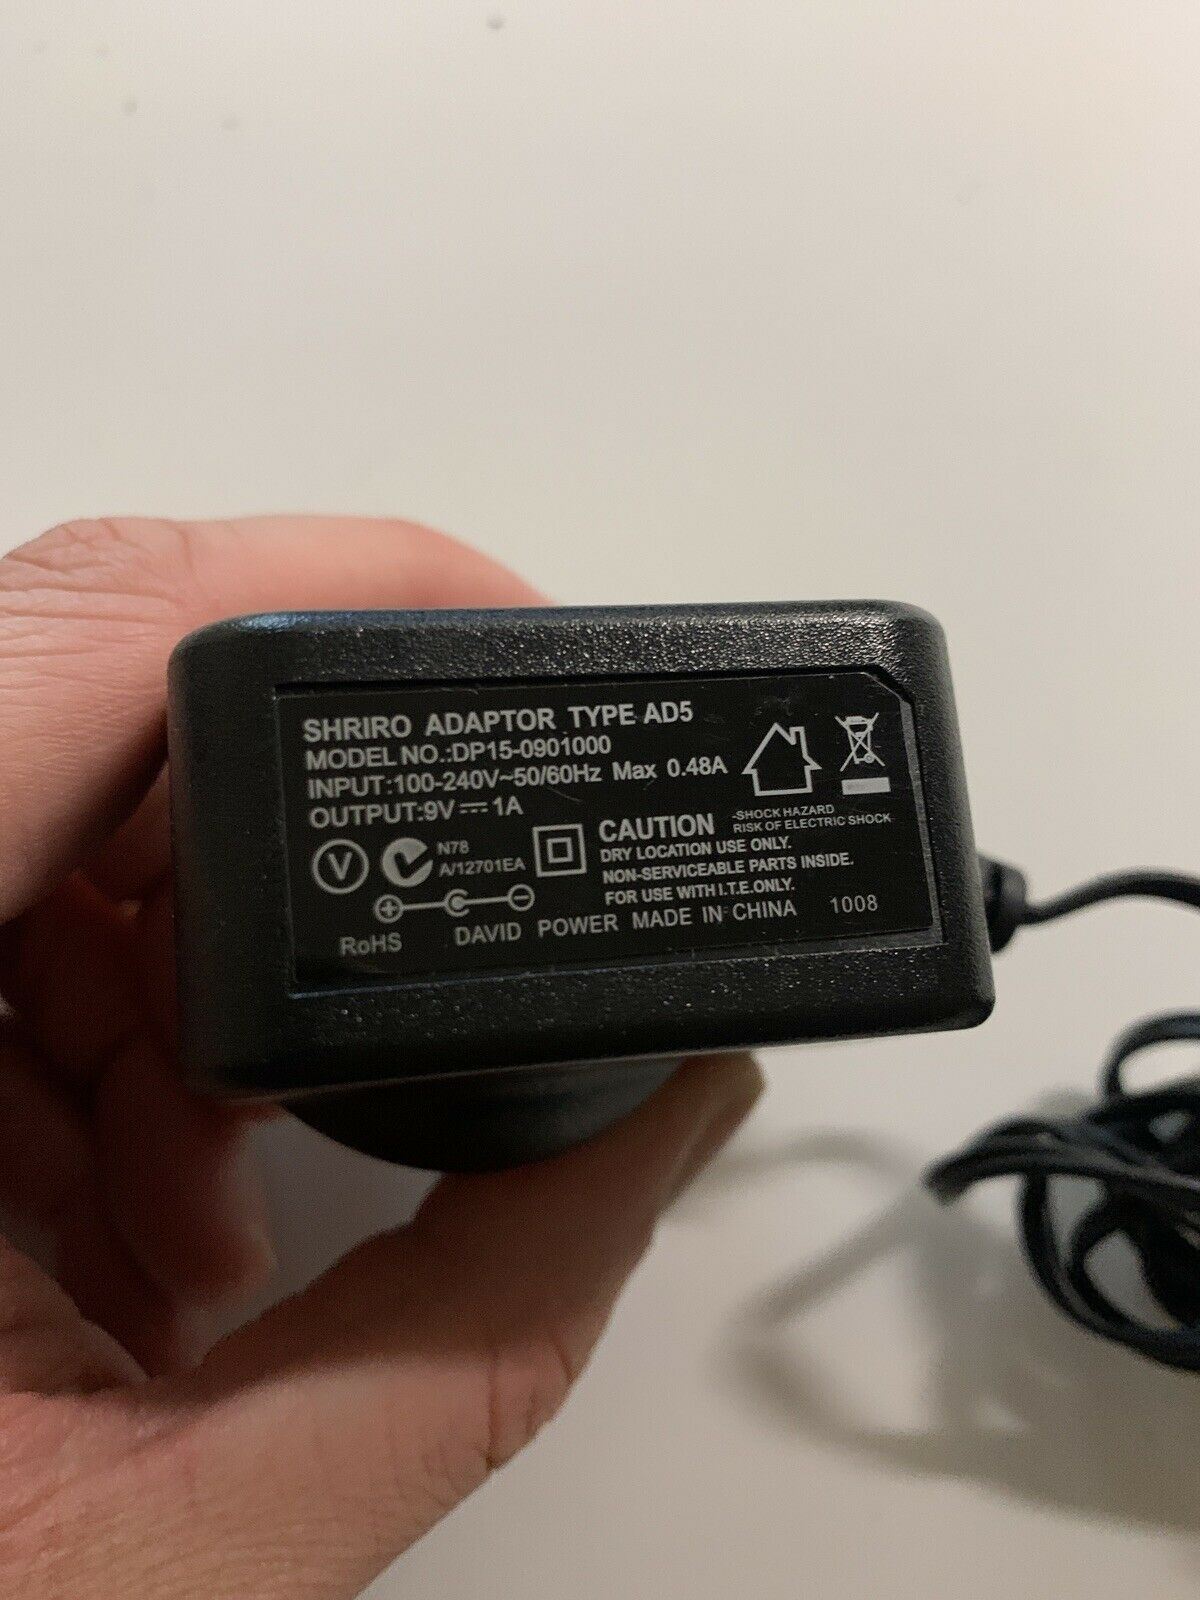 SHRIRO ADAPTOR TYPE AD5
MODEL NO.:DP15-0901000
INPUT:100-240V~50/60Hz Max 0.48A
OUTPUT:9V⎓1A
V
N78
A/12701EA
CAUTION
-SHOCK HAZARD
RISK OF ELECTRIC SHOCK
DRY LOCATION USE ONLY.
NON-SERVICEABLE PARTS INSIDE.
FOR USE WITH I.T.E.ONLY.
RoHS DAVID POWER MADE IN CHINA 1008